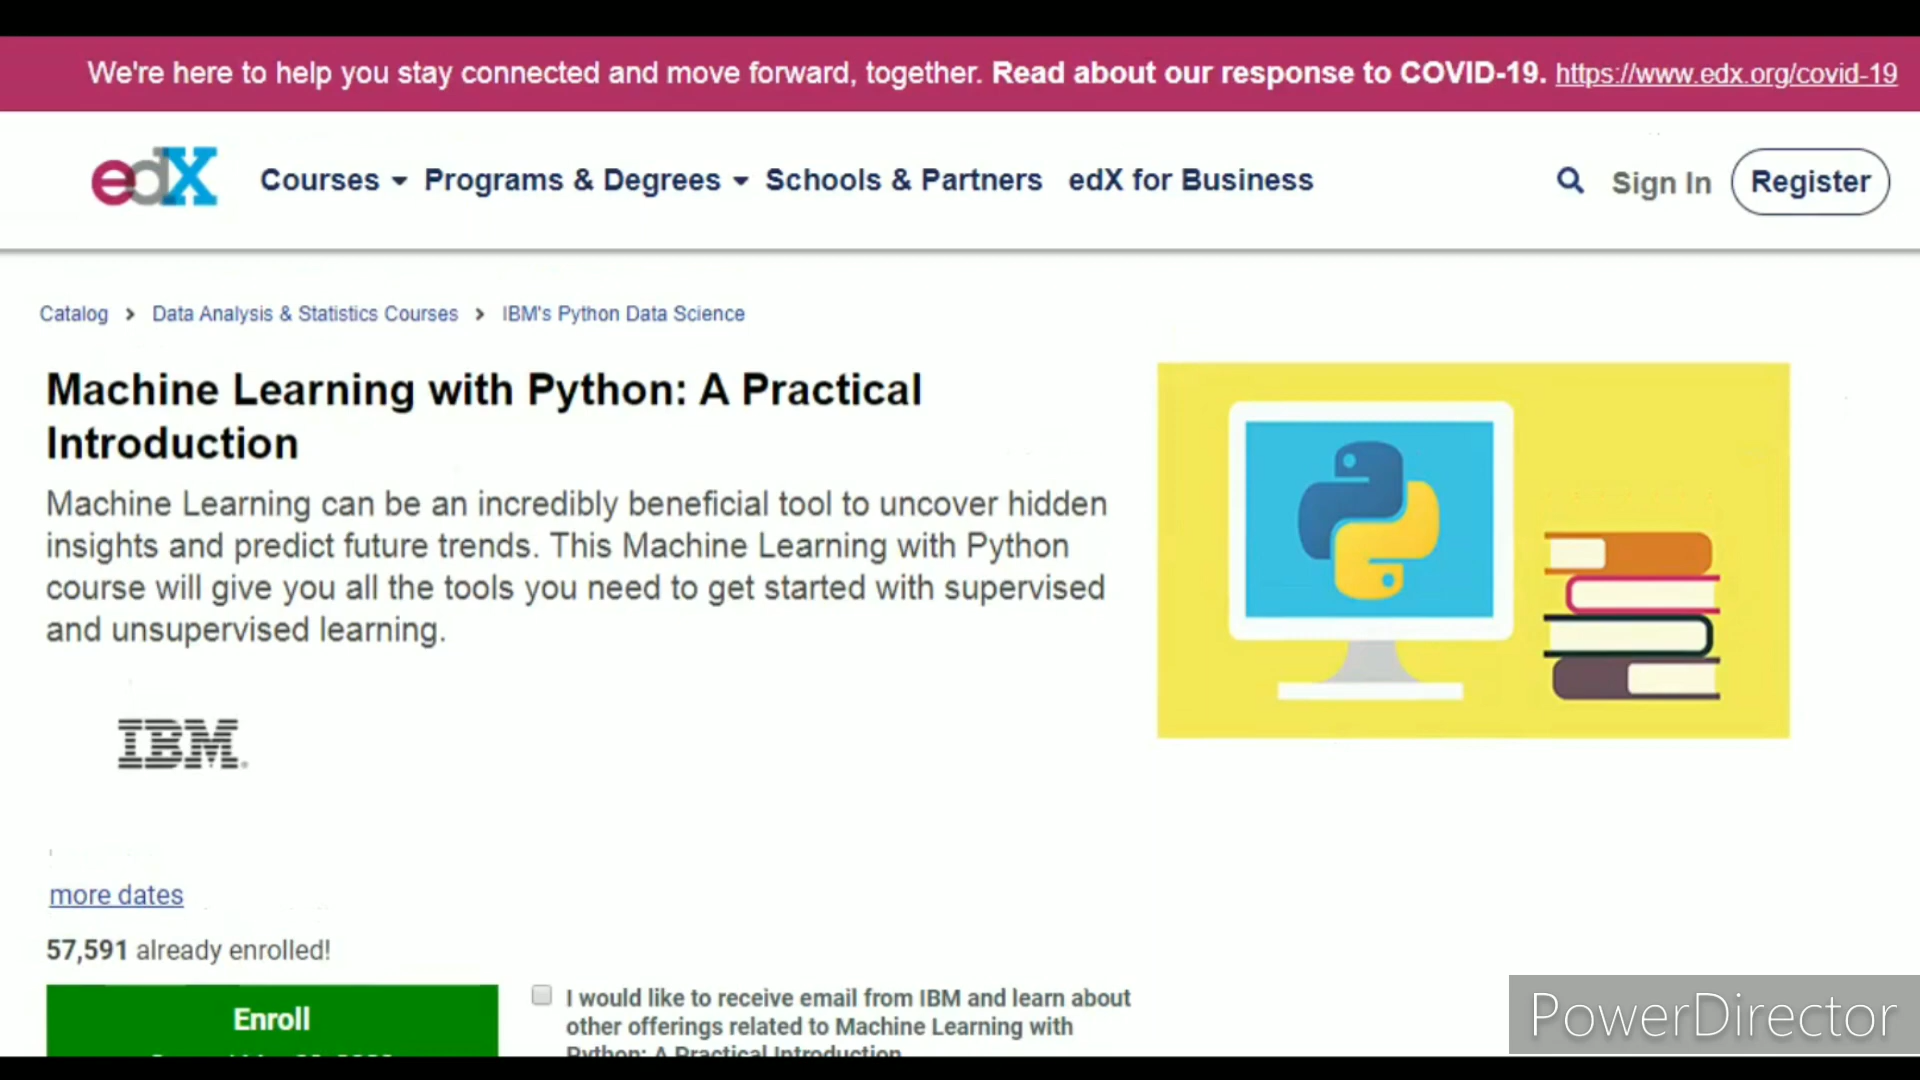 We're here to help you stay connected and move forward, together. Read about our response to COVID-19. https://www.edx.org/covid-19
edX
Courses Programs & Degrees Schools & Partners edX for Business Sign In Register
Catalog > Data Analysis & Statistics Courses > IBM's Python Data Science
Machine Learning with Python: A Practical
Introduction
Machine Learning can be an incredibly beneficial tool to uncover hidden
insights and predict future trends. This Machine Learning with Python
course will give you all the tools you need to get started with supervised
and unsupervised learning.
IBM
more dates
57,591 already enrolled!
Enroll
I would like to receive email from IBM and learn about
other offerings related to Machine Learning with
Python: A Practical Introduction
PowerDirector